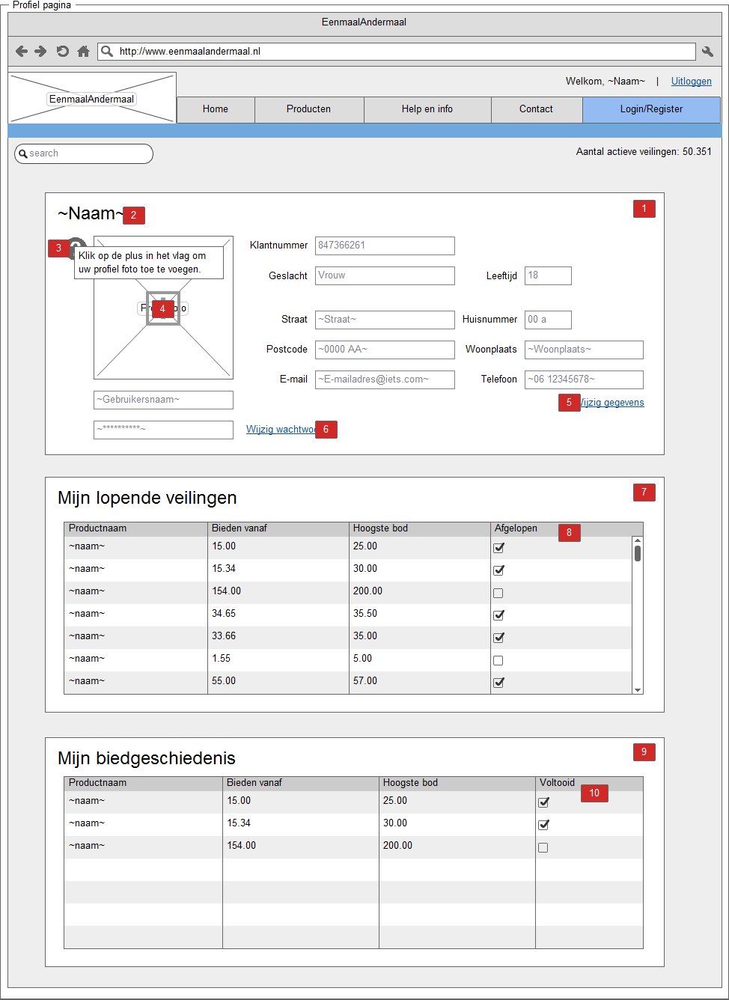 Profiel pagina
EenmaalAndermaal
http://www.eenmaalandermaal.nl
EenmaalAndermaal
Welkom, ~Naam~ | Uitloggen
Home Producten Help en info Contact Login/Register
search
Aantal actieve veilingen: 50.351
~Naam~ 2
1
3
Klik op de plus in het vlag om
uw profiel foto toe te voegen.
4
Klantnummer 847366261
Geslacht Vrouw Leeftijd 18
Straat ~Straat~ Huisnummer 00 a
Postcode ~0000 AA~ Woonplaats ~Woonplaats~
E-mail ~E-mailadres@iets.com~ Telefoon ~06 12345678~
~Gebruikersnaam~
5 gegevens
~**********~ Wijzig 6
Mijn lopende veilingen 7
Productnaam Bieden vanaf Hoogste bod Afgelopen 8
~naam~ 15.00 25.00
~naam~ 15.34 30.00
~naam~ 154.00 200.00
~naam~ 34.65 35.50
~naam~ 33.66 35.00
~naam~ 1.55 5.00
~naam~ 55.00 57.00
Mijn biedgeschiedenis 9
Productnaam Bieden vanaf Hoogste bod Voltooid 10
~naam~ 15.00 25.00
~naam~ 15.34 30.00
~naam~ 154.00 200.00